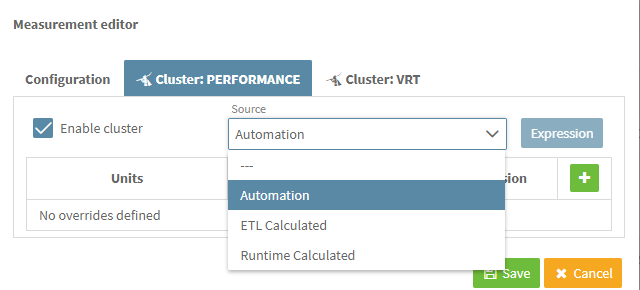 Measurement editor
Configuration
Cluster: PERFORMANCE
Cluster: VRT
Source
Enable cluster
Automation
Expression
---
Units
sion
Automation
No overrides defined
ETL Calculated
Runtime Calculated
Save
Cancel